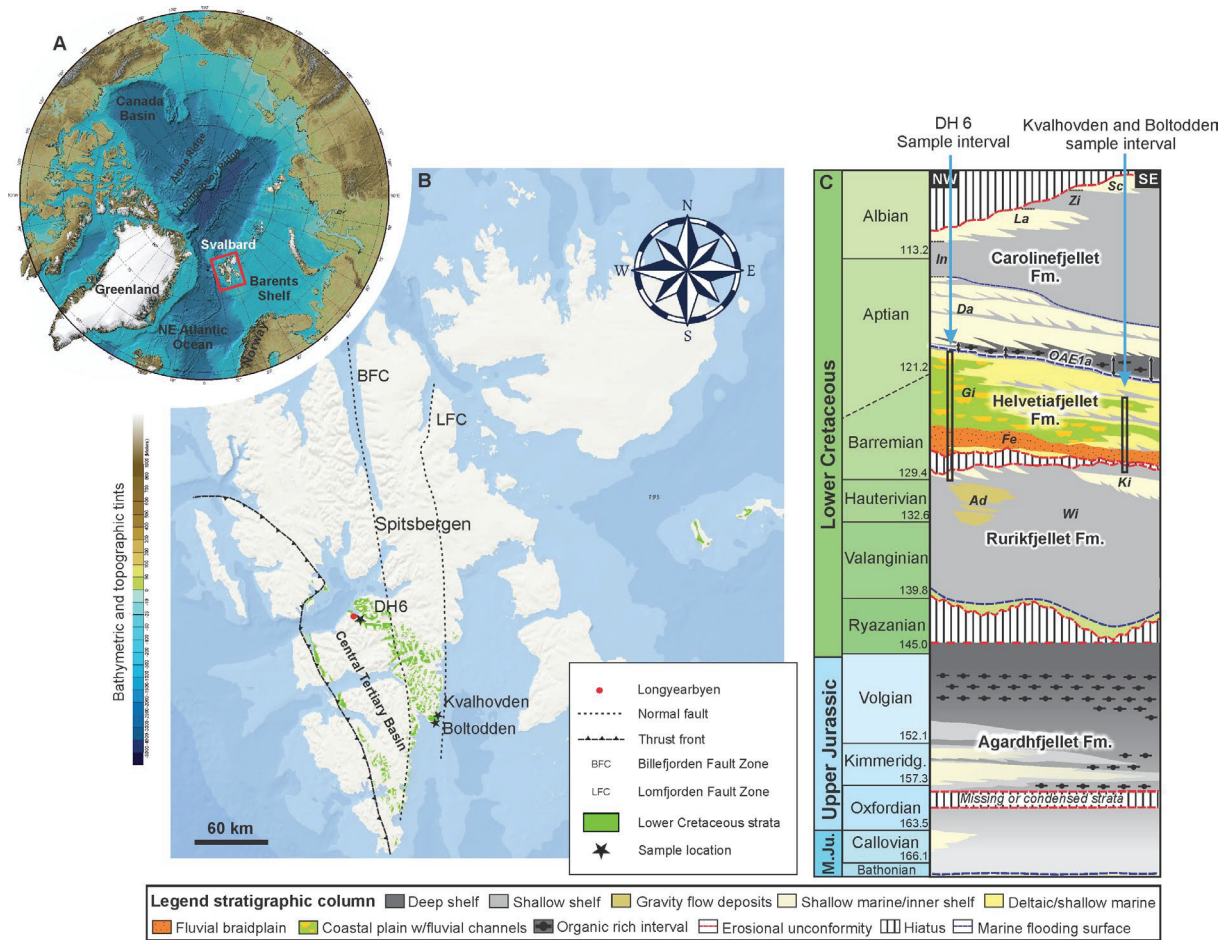 A
Canada
Basin
Alpha Ridge
Lomonosov Ridge
Svalbard
Barents
Shelf
Greenland
NE Atlantic
Ocean
Norway
Bathymetric and topographic tints
B
N
W
E
S
BFC
LFC
Spitsbergen
DH6
Central Tertiary Basin
Kvalhovden
Boltodden
60 km
Longyearbyen
Normal fault
Thrust front
BFC Billefjorden Fault Zone
LFC Lomfjorden Fault Zone
Lower Cretaceous strata
Sample location
DH 6
Sample interval
Kvalhovden and Boltodden
sample interval
C
NW
SE
Lower Cretaceous
Upper Jurassic
M.Ju.
Albian
113.2
Aptian
121.2
Barremian
129.4
Hauterivian
132.6
Valanginian
139.8
Ryazanian
145.0
Volgian
152.1
Kimmeridg.
157.3
Oxfordian
163.5
Callovian
166.1
Bathonian
Sc
Zi
La
In
Carolinefjellet
Fm.
Da
OAE1a
Gi
Helvetiafjellet
Fm.
Fe
Ki
Ad
Wi
Rurikfjellet Fm.
Agardhfjellet Fm.
Missing or condensed strata
Legend stratigraphic column Deep shelf Shallow shelf Gravity flow deposits Shallow marine/inner shelf Deltaic/shallow marine
Fluvial braidplain Coastal plain w/fluvial channels Organic rich interval Erosional unconformity Hiatus Marine flooding surface